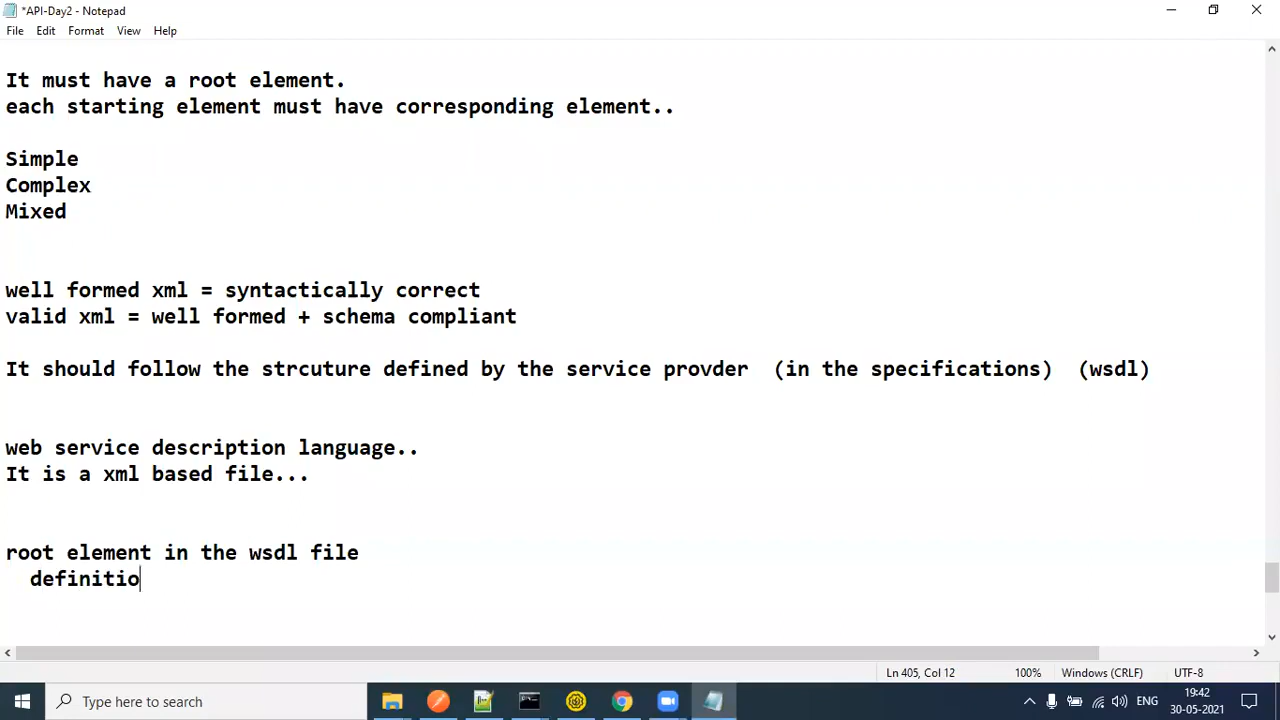 *API-Day2 - Notepad
File Edit Format View Help
It must have a root element.
each starting element must have corresponding element..
Simple
Complex
Mixed
well formed xml = syntactically correct
valid xml = well formed + schema compliant
It should follow the strcuture defined by the service provder (in the specifications) (wsdl)
web service description language..
It is a xml based file...
root element in the wsdl file
definitio
Ln 405, Col 12 100% Windows (CRLF) UTF-8
Type here to search
ENG
19:42
30-05-2021